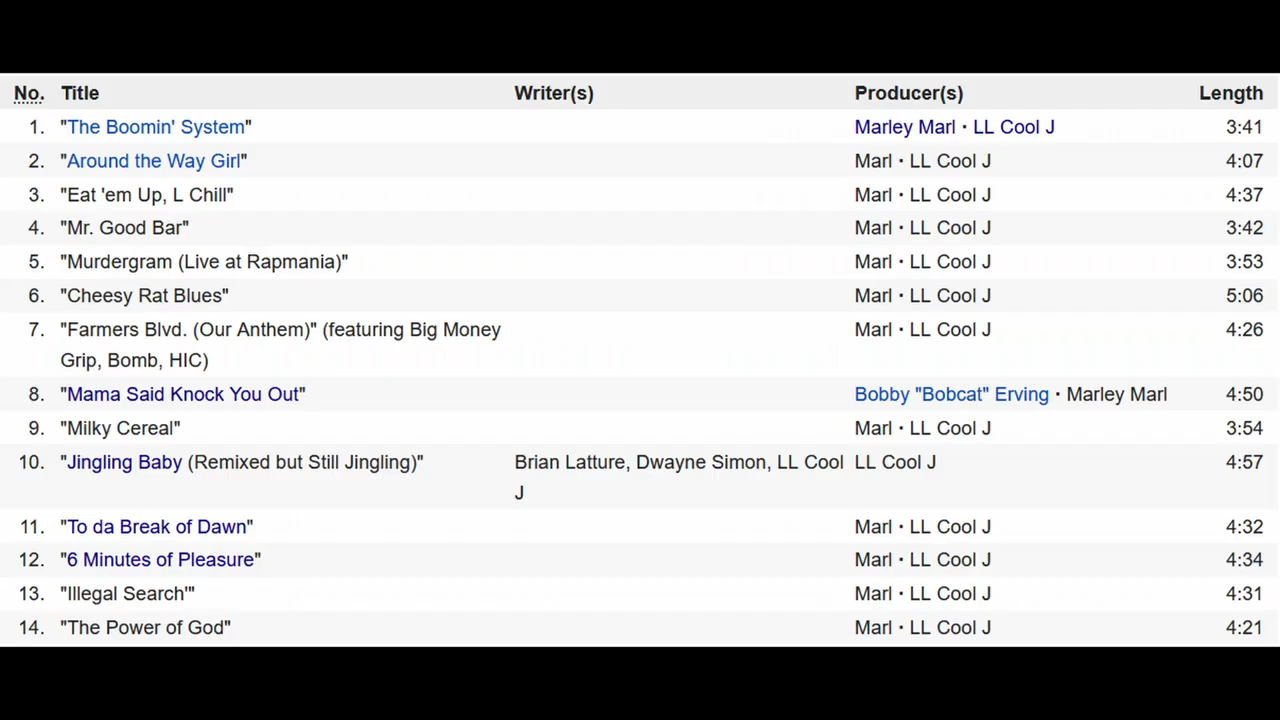 No. Title Writer(s) Producer(s) Length
1. "The Boomin' System" Marley Marl · LL Cool J 3:41
2. "Around the Way Girl" Marl · LL Cool J 4:07
3. "Eat 'em Up, L Chill" Marl · LL Cool J 4:37
4. "Mr. Good Bar" Marl · LL Cool J 3:42
5. "Murdergram (Live at Rapmania)" Marl · LL Cool J 3:53
6. "Cheesy Rat Blues" Marl · LL Cool J 5:06
7. "Farmers Blvd. (Our Anthem)" (featuring Big Money Marl · LL Cool J 4:26
Grip, Bomb, HIC)
8. "Mama Said Knock You Out" Bobby "Bobcat" Erving · Marley Marl 4:50
9. "Milky Cereal" Marl · LL Cool J 3:54
10. "Jingling Baby (Remixed but Still Jingling)" Brian Latture, Dwayne Simon, LL Cool LL Cool J 4:57
J
11. "To da Break of Dawn" Marl · LL Cool J 4:32
12. "6 Minutes of Pleasure" Marl · LL Cool J 4:34
13. "Illegal Search'" Marl · LL Cool J 4:31
14. "The Power of God" Marl · LL Cool J 4:21